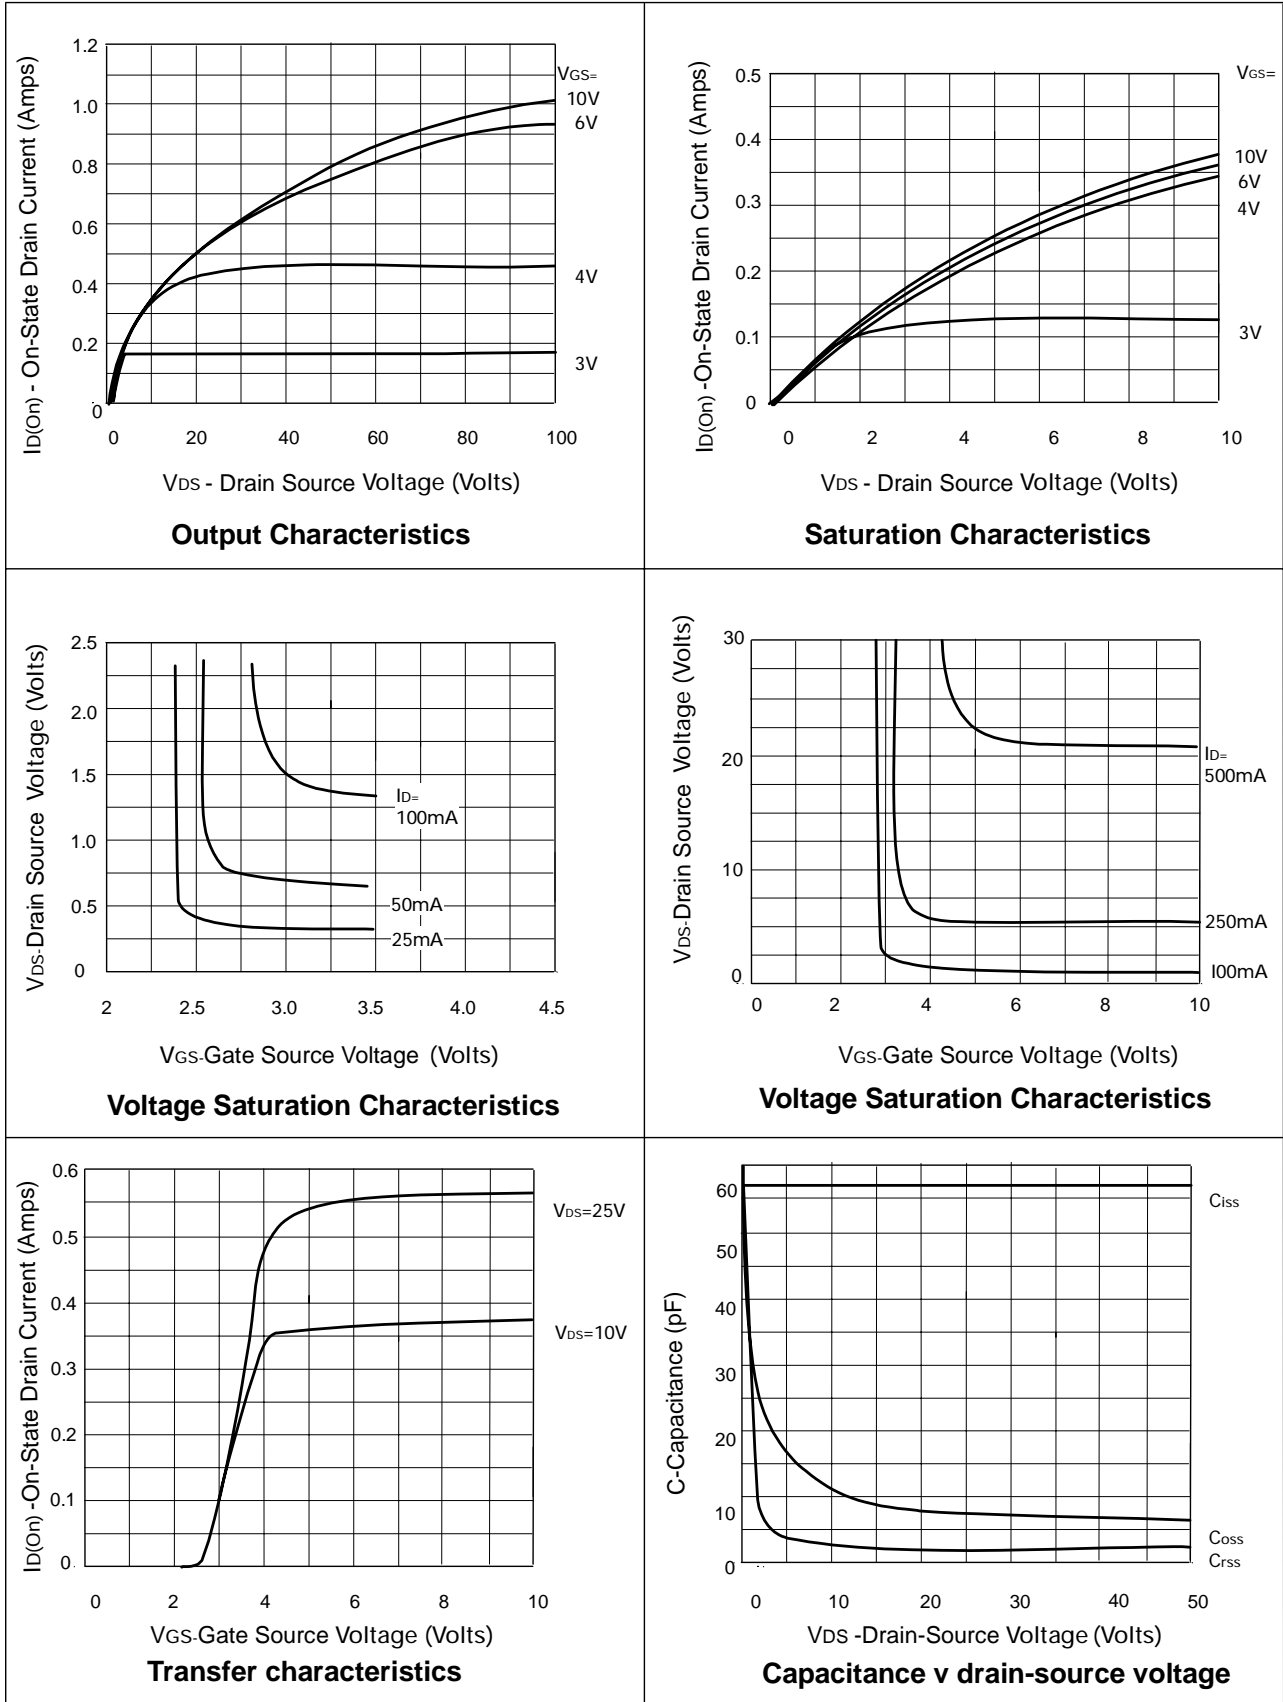 ID(On) - On-State Drain Current (Amps)
1.2
1.0
0.8
0.6
0.4
0.2
0
VGS=
10V
6V
4V
3V
0 20 40 60 80 100
VDS - Drain Source Voltage (Volts)
Output Characteristics
ID(On) -On-State Drain Current (Amps)
0.5
0.4
0.3
0.2
0.1
0
VGS=
10V
6V
4V
3V
0 2 4 6 8 10
VDS - Drain Source Voltage (Volts)
Saturation Characteristics
VDS-Drain Source Voltage (Volts)
2.5
2.0
1.5
1.0
0.5
0
ID=
100mA
50mA
25mA
2 2.5 3.0 3.5 4.0 4.5
VGS-Gate Source Voltage (Volts)
Voltage Saturation Characteristics
VDS-Drain Source Voltage (Volts)
30
20
10
0
ID=
500mA
250mA
I00mA
0 2 4 6 8 10
VGS-Gate Source Voltage (Volts)
Voltage Saturation Characteristics
ID(On) -On-State Drain Current (Amps)
0.6
0.5
0.4
0.3
0.2
0.1
0
VDS=25V
VDS=10V
0 2 4 6 8 10
VGS-Gate Source Voltage (Volts)
Transfer characteristics
C-Capacitance (pF)
60
50
40
30
20
10
0
Ciss
Coss
Crss
0 10 20 30 40 50
VDS -Drain-Source Voltage (Volts)
Capacitance v drain-source voltage